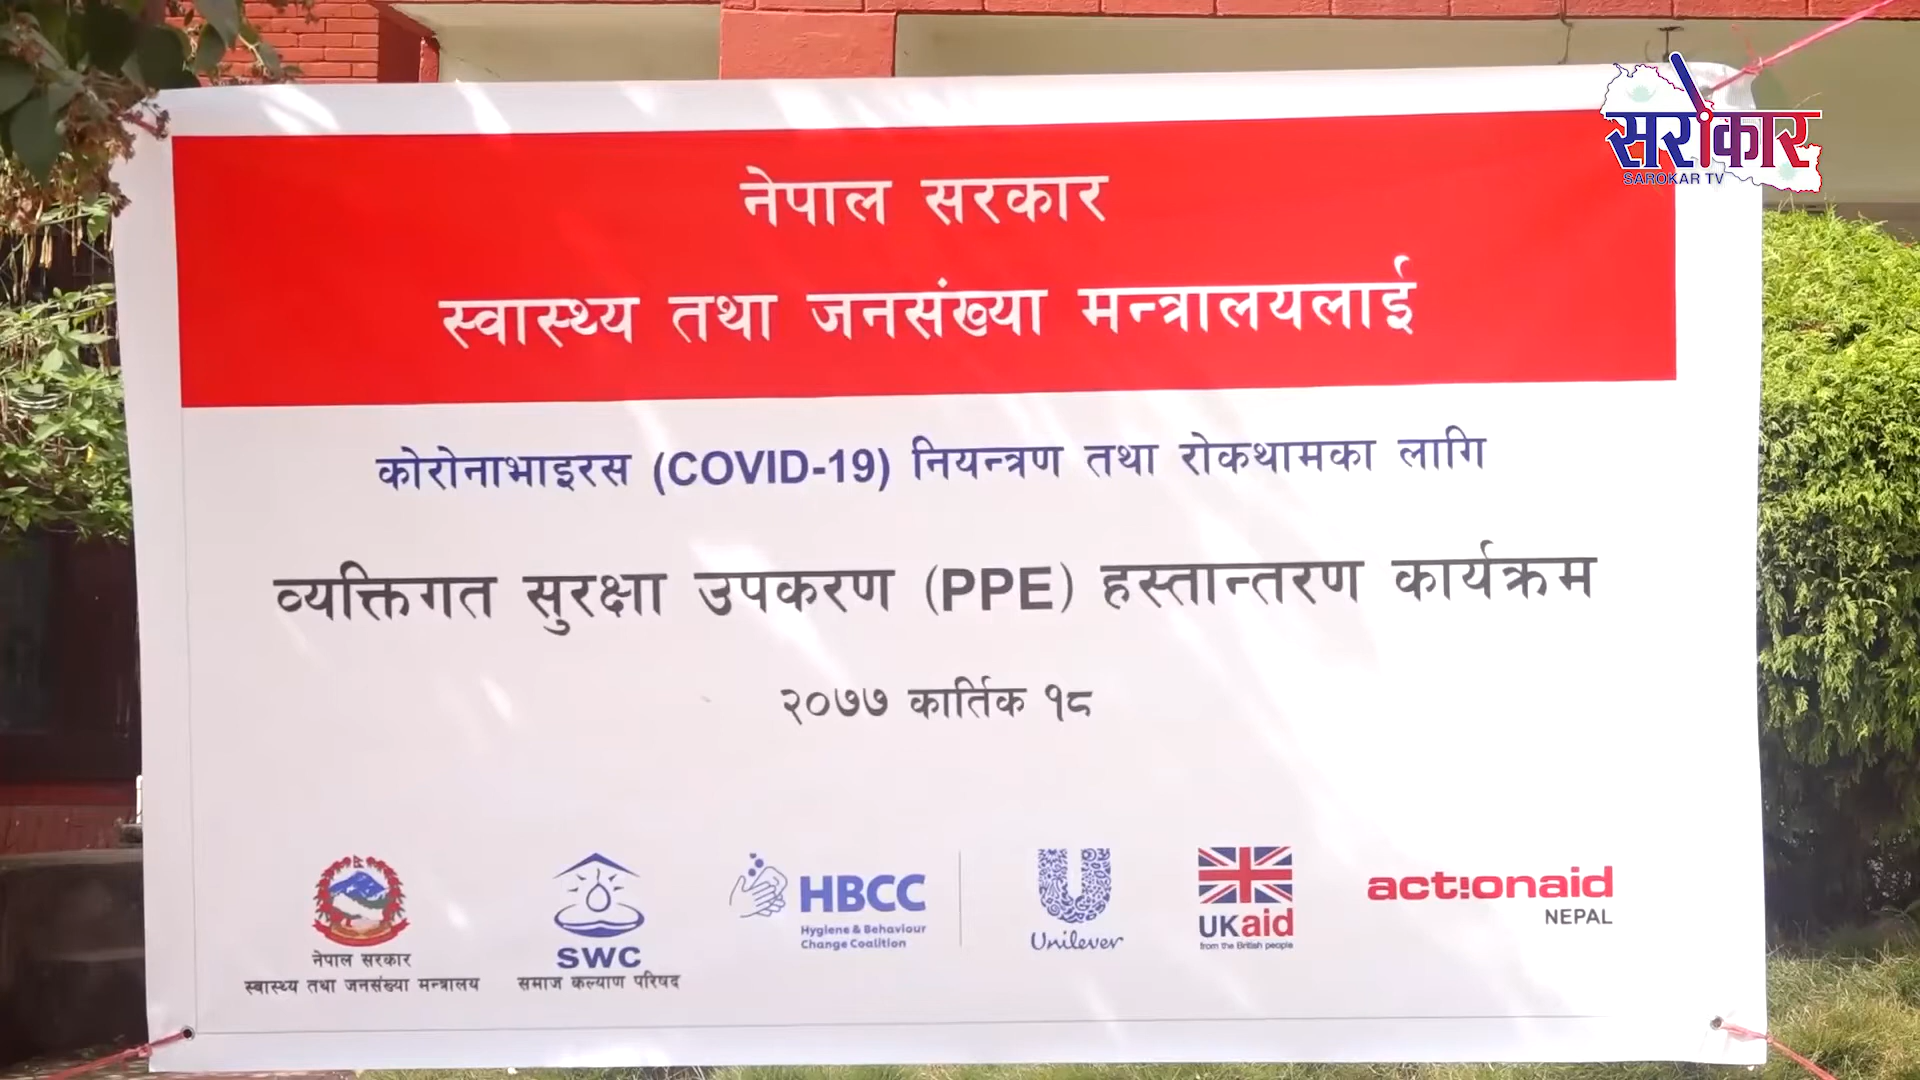 सरोकार
SAROKAR TV
नेपाल सरकार
स्वास्थ्य तथा जनसंख्या मन्त्रालयलाई
कोरोनाभाइरस (COVID-19) नियन्त्रण तथा रोकथामका लागि
व्यक्तिगत सुरक्षा उपकरण (PPE) हस्तान्तरण कार्यक्रम
२०७७ कार्तिक १८
नेपाल सरकार
स्वास्थ्य तथा जनसंख्या मन्त्रालय
SWC
समाज कल्याण परिषद
HBCC
Hygiene & Behaviour
Change Coalition
Unilever
UKaid
from the British people
act!onaid
NEPAL